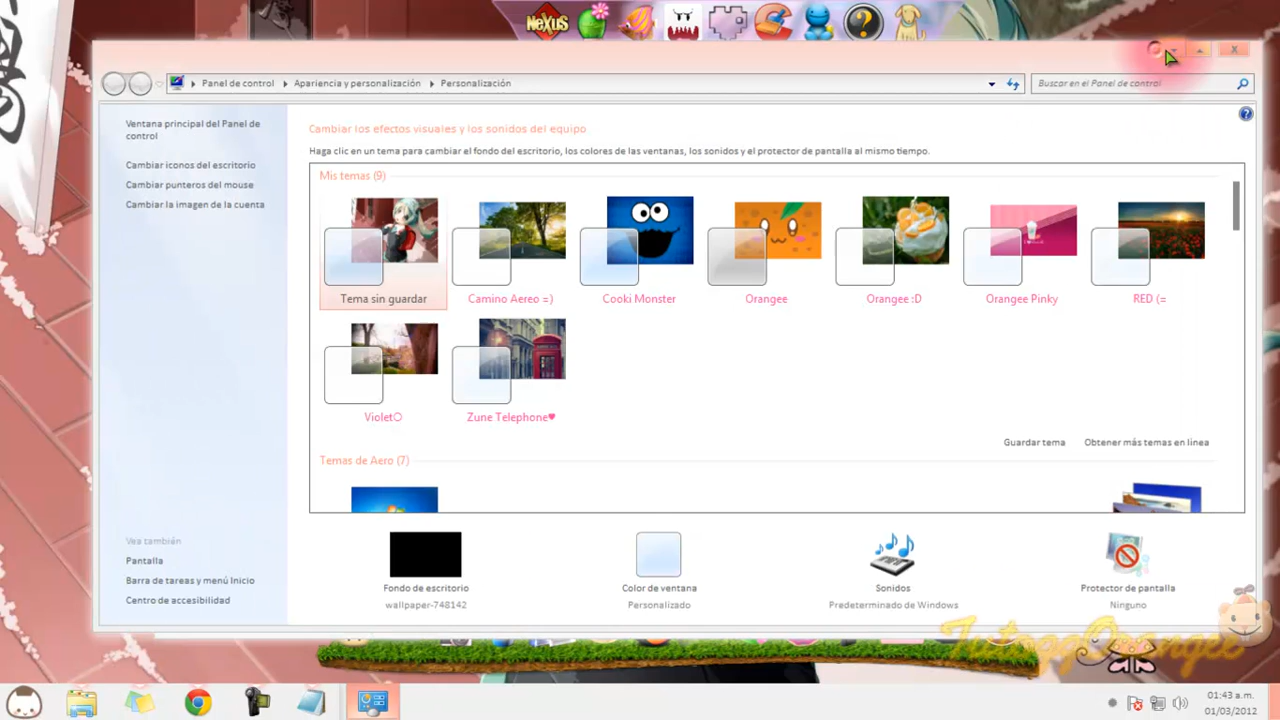 NeXuS
Panel de control
Apariencia y personalización
Personalización
Buscar en el Panel de control
Ventana principal del Panel de
control
Cambiar iconos del escritorio
Cambiar punteros del mouse
Cambiar la imagen de la cuenta
Cambiar los efectos visuales y los sonidos del equipo
Haga clic en un tema para cambiar el fondo del escritorio, los colores de las ventanas, los sonidos y el protector de pantalla al mismo tiempo.
Mis temas (9)
Tema sin guardar
Camino Aereo =)
Cooki Monster
Orangee
Orangee :D
Orangee Pinky
RED (=
Violet○
Zune Telephone♥
Guardar tema
Obtener más temas en línea
Temas de Aero (7)
Vea también
Pantalla
Barra de tareas y menú Inicio
Centro de accesibilidad
Fondo de escritorio
wallpaper-748142
Color de ventana
Personalizado
Sonidos
Predeterminado de Windows
Protector de pantalla
Ninguno
01:43 a.m.
01/03/2012